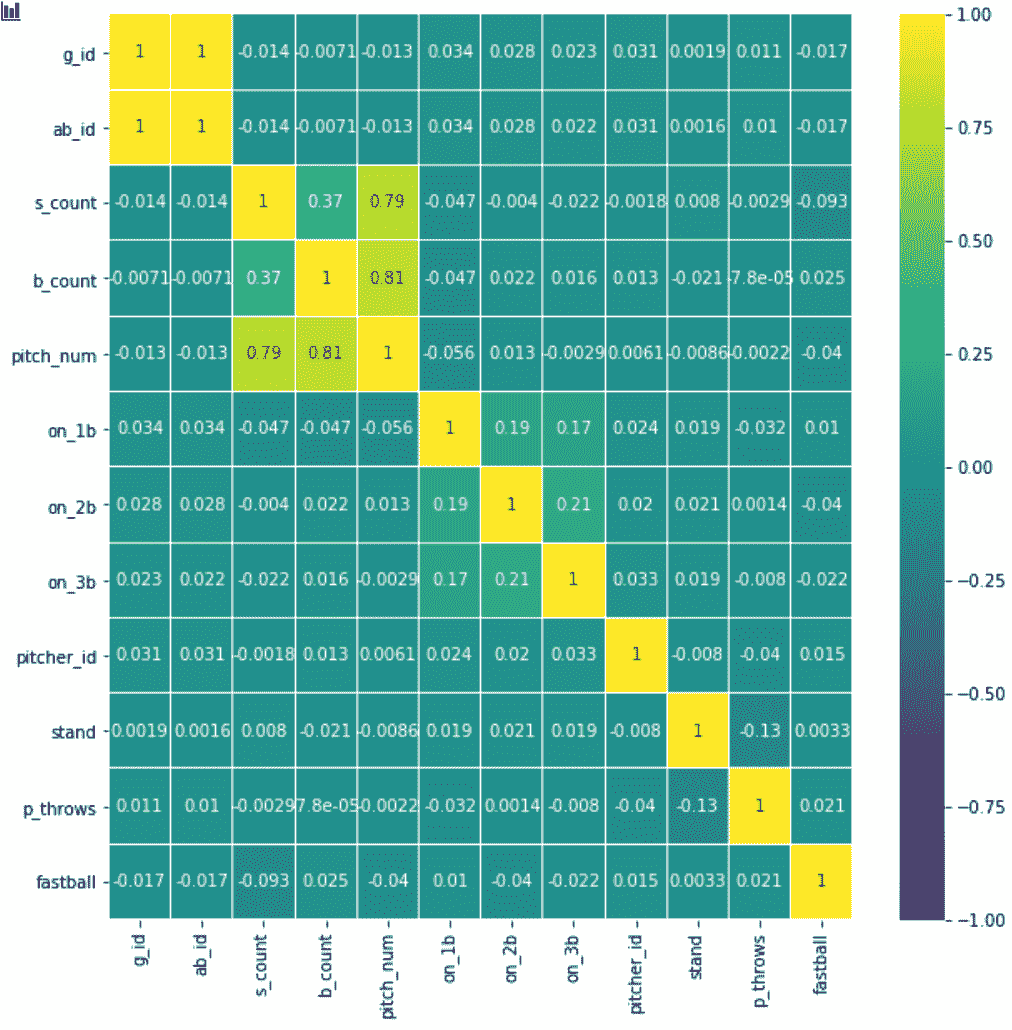 g_id 1 1 -0.014 -0.0071 -0.013 0.034 0.028 0.023 0.031 0.0019 0.011 -0.017
ab_id 1 1 -0.014 -0.0071 -0.013 0.034 0.028 0.022 0.031 0.0016 0.01 -0.017
s_count -0.014 -0.014 1 0.37 0.79 -0.047 -0.004 -0.022 -0.0018 0.008 -0.0029 -0.093
b_count -0.0071 -0.0071 0.37 1 0.81 -0.047 0.022 0.016 0.013 -0.021 -7.8e-05 0.025
pitch_num -0.013 -0.013 0.79 0.81 1 -0.056 0.013 -0.0029 0.0061 -0.0086 -0.0022 -0.04
on_1b 0.034 0.034 -0.047 -0.047 -0.056 1 0.19 0.17 0.024 0.019 -0.032 0.01
on_2b 0.028 0.028 -0.004 0.022 0.013 0.19 1 0.21 0.02 0.021 0.0014 -0.04
on_3b 0.023 0.022 -0.022 0.016 -0.0029 0.17 0.21 1 0.033 0.019 -0.008 -0.022
pitcher_id 0.031 0.031 -0.0018 0.013 0.0061 0.024 0.02 0.033 1 -0.008 -0.04 0.015
stand 0.0019 0.0016 0.008 -0.021 -0.0086 0.019 0.021 0.019 -0.008 1 -0.13 0.0033
p_throws 0.011 0.01 -0.0029 7.8e-05 -0.0022 -0.032 0.0014 -0.008 -0.04 -0.13 1 0.021
fastball -0.017 -0.017 -0.093 0.025 -0.04 0.01 -0.04 -0.022 0.015 0.0033 0.021 1
g_id ab_id s_count b_count pitch_num on_1b on_2b on_3b pitcher_id stand p_throws fastball
1.00
0.75
0.50
0.25
0.00
−0.25
−0.50
−0.75
−1.00